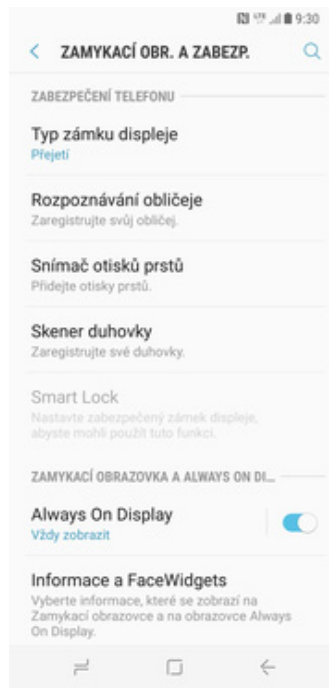 9:30
ZAMYKACÍ OBR. A ZABEZP.
ZABEZPEČENÍ TELEFONU
Typ zámku displeje
Přejetí
Rozpoznávání obličeje
Zaregistrujte svůj obličej.
Snímač otisků prstů
Přidejte otisky prstů.
Skener duhovky
Zaregistrujte své duhovky.
Smart Lock
Nastavte zabezpečený zámek displeje,
abyste mohli použít tuto funkci.
ZAMYKACÍ OBRAZOVKA A ALWAYS ON DI...
Always On Display
Vždy zobrazit
Informace a FaceWidgets
Vyberte informace, které se zobrazí na
Zamykací obrazovce a na obrazovce Always
On Display.